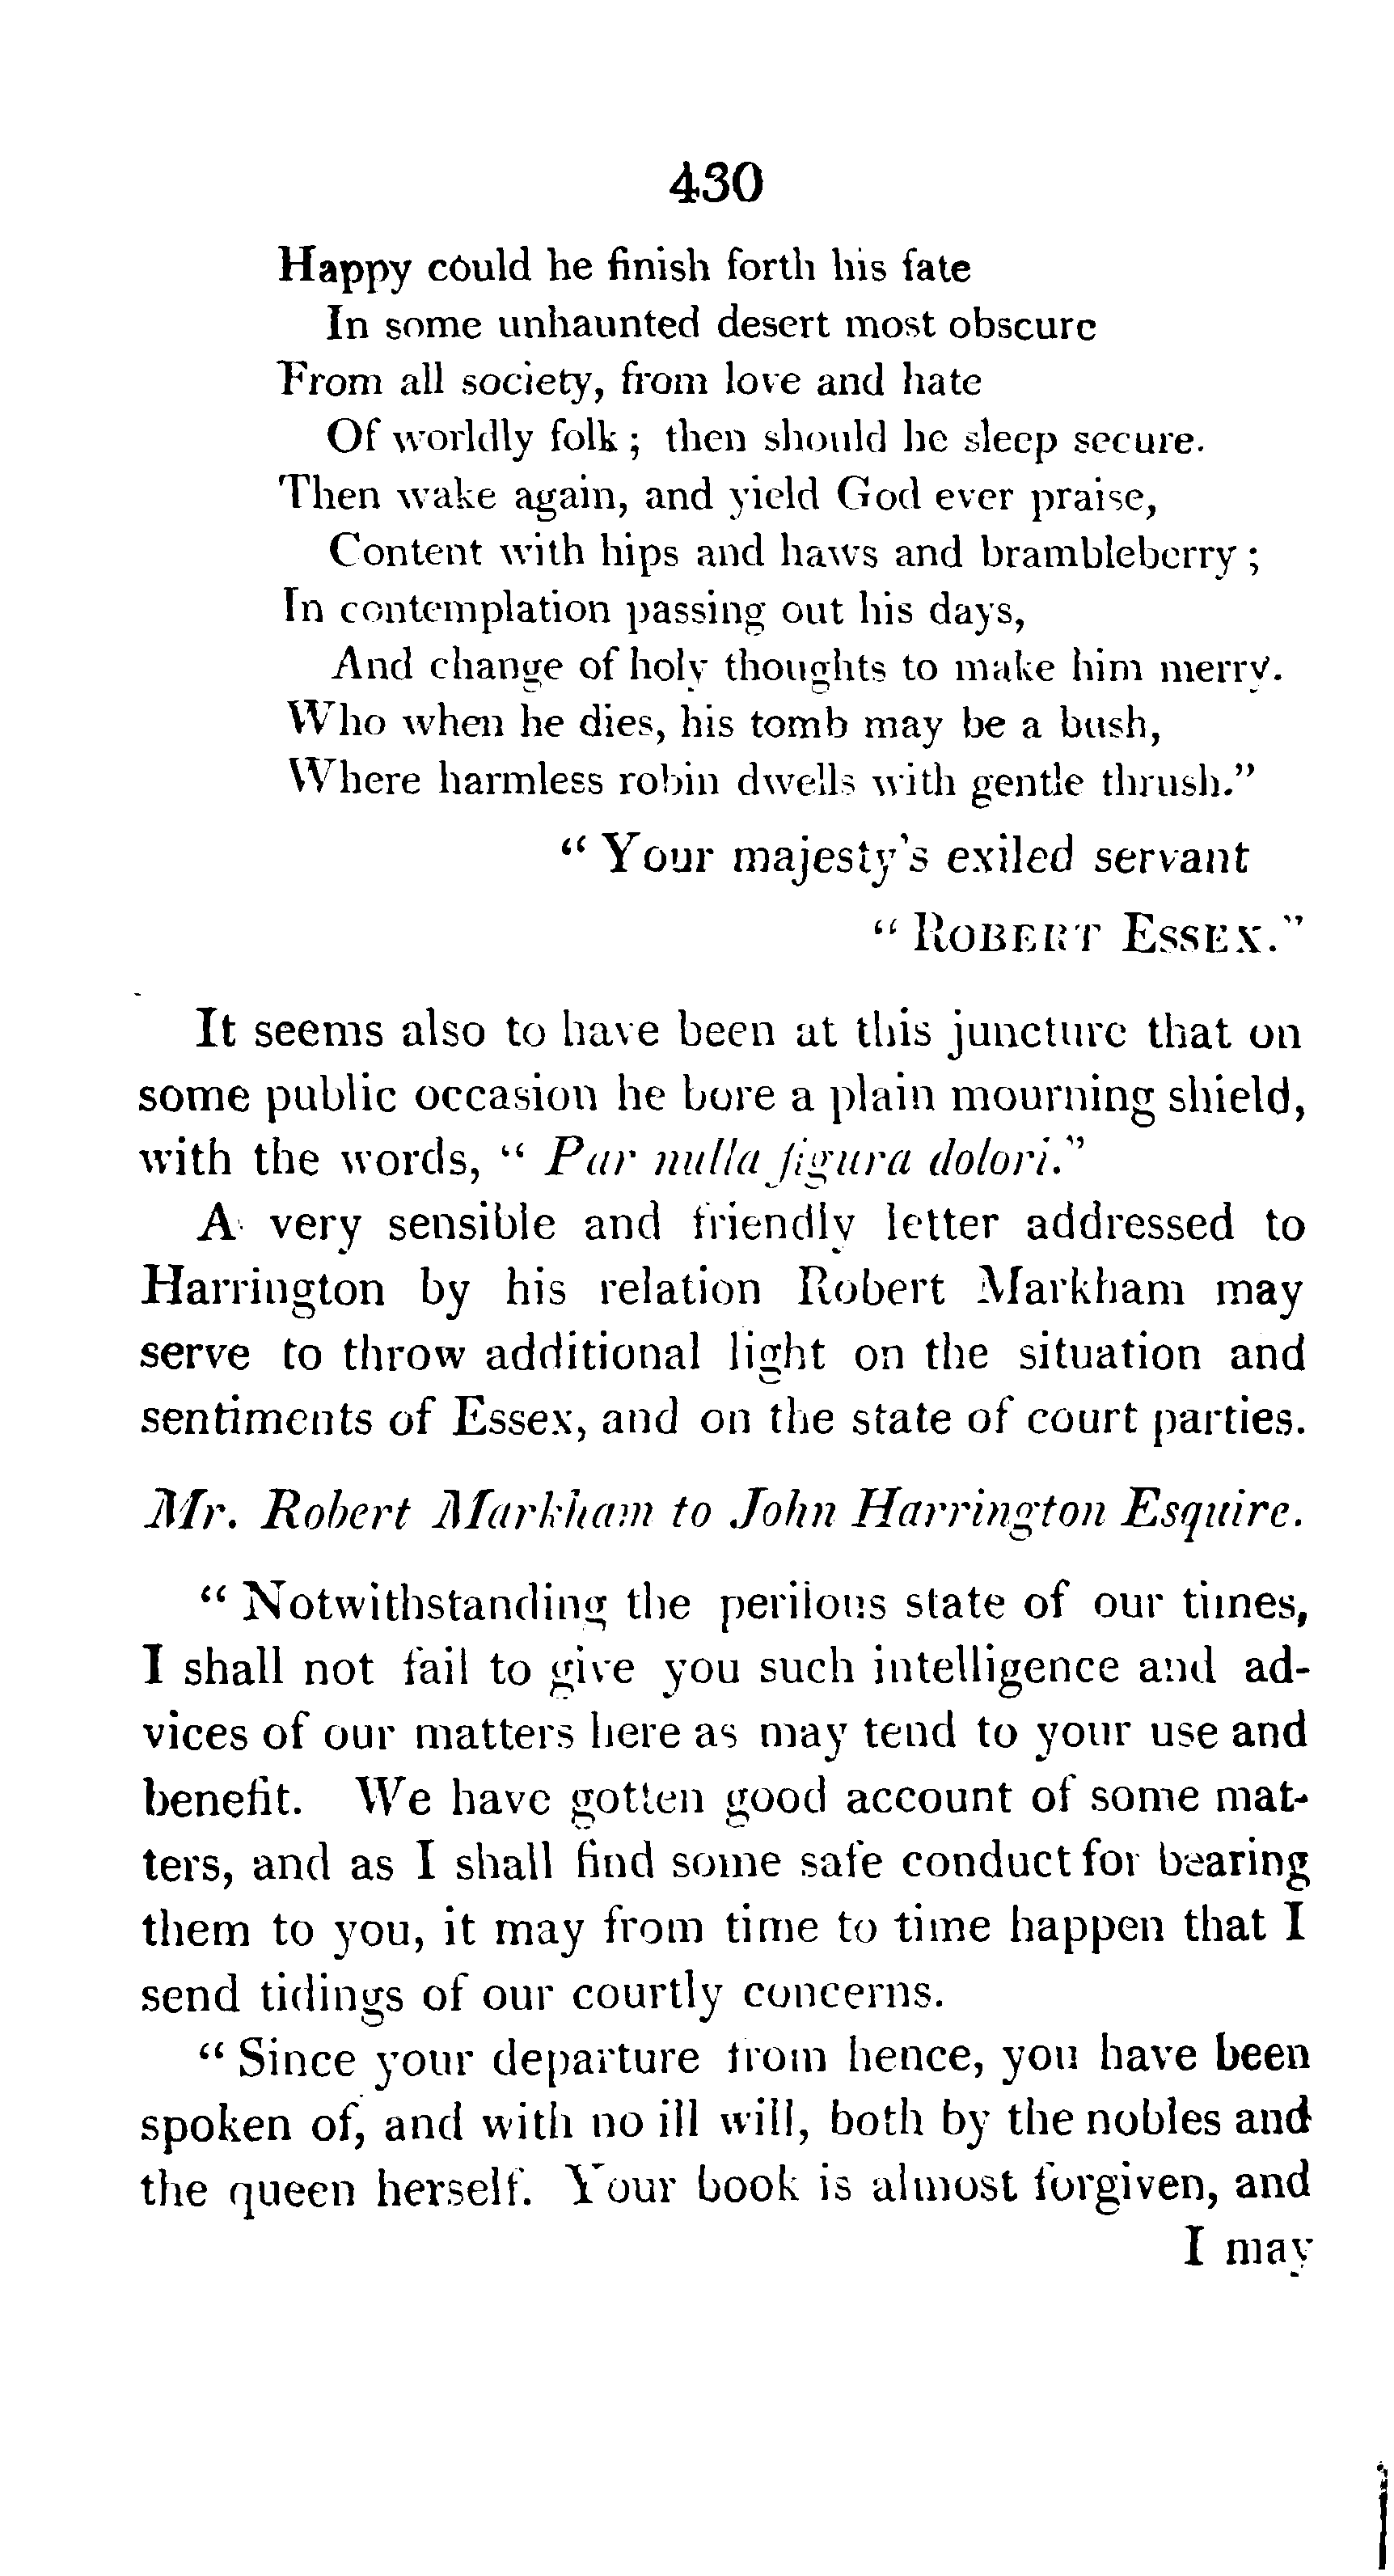 430
Happy could he finish forth his fate
In some unhaunted desert most obscure
From all society, from love and hate
Of worldly folk ; then should he sleep secure.
Then wake again, and yield God ever praise,
Content with hips and haws and brambleberry ;
In contemplation passing out his days,
And change of holy thoughts to make him merry.
Who when he dies, his tomb may be a bush,
Where harmless robin dwells with gentle thrush."
" Your majesty's exiled servant
" ROBERT ESSEX."
It seems also to have been at this juncture that on
some public occasion he bore a plain mourning shield,
with the words, " Par nulla figura dolori."
A very sensible and friendly letter addressed to
Harrington by his relation Robert Markham may
serve to throw additional light on the situation and
sentiments of Essex, and on the state of court parties.
Mr. Robert Markham to John Harrington Esquire.
" Notwithstanding the perilous state of our times,
I shall not fail to give you such intelligence and ad-
vices of our matters here as may tend to your use and
benefit. We have gotten good account of some mat-
ters, and as I shall find some safe conduct for bearing
them to you, it may from time to time happen that I
send tidings of our courtly concerns.
" Since your departure from hence, you have been
spoken of, and with no ill will, both by the nobles and
the queen herself. Your book is almost forgiven, and
I may